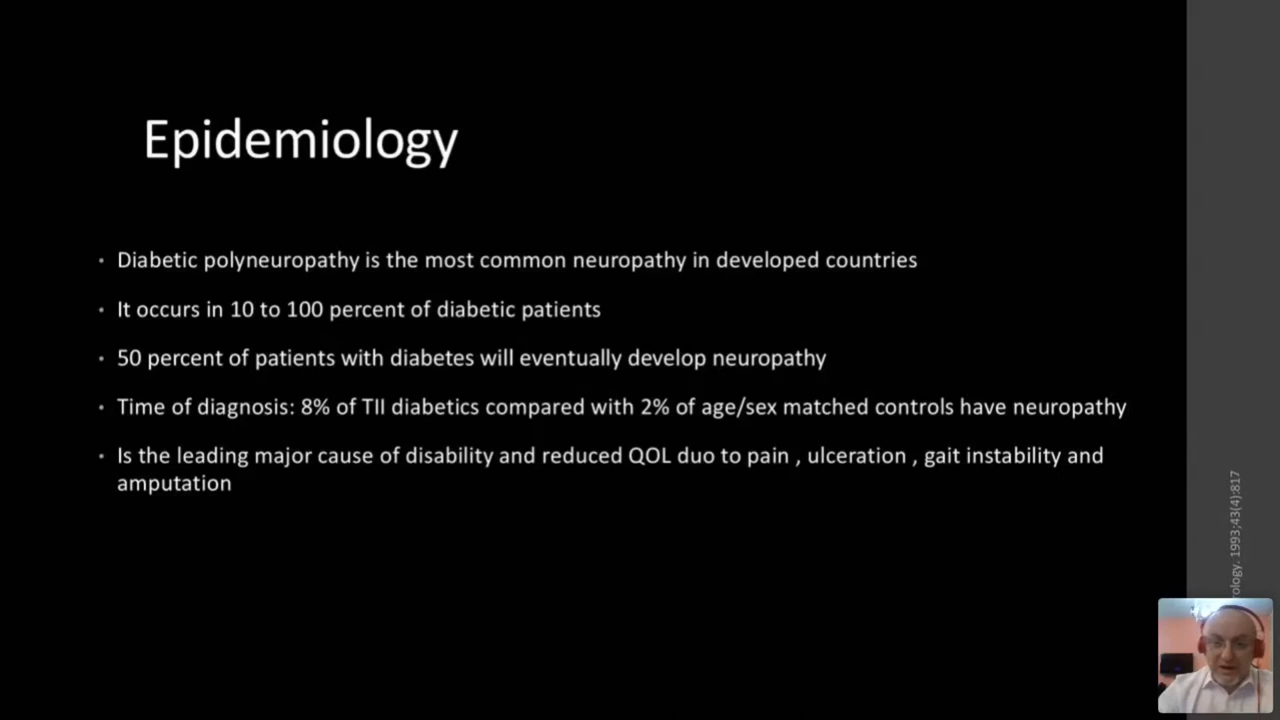 Epidemiology
• Diabetic polyneuropathy is the most common neuropathy in developed countries
• It occurs in 10 to 100 percent of diabetic patients
• 50 percent of patients with diabetes will eventually develop neuropathy
• Time of diagnosis: 8% of TII diabetics compared with 2% of age/sex matched controls have neuropathy
• Is the leading major cause of disability and reduced QOL duo to pain , ulceration , gait instability and
amputation
rology. 1993;43(4):817